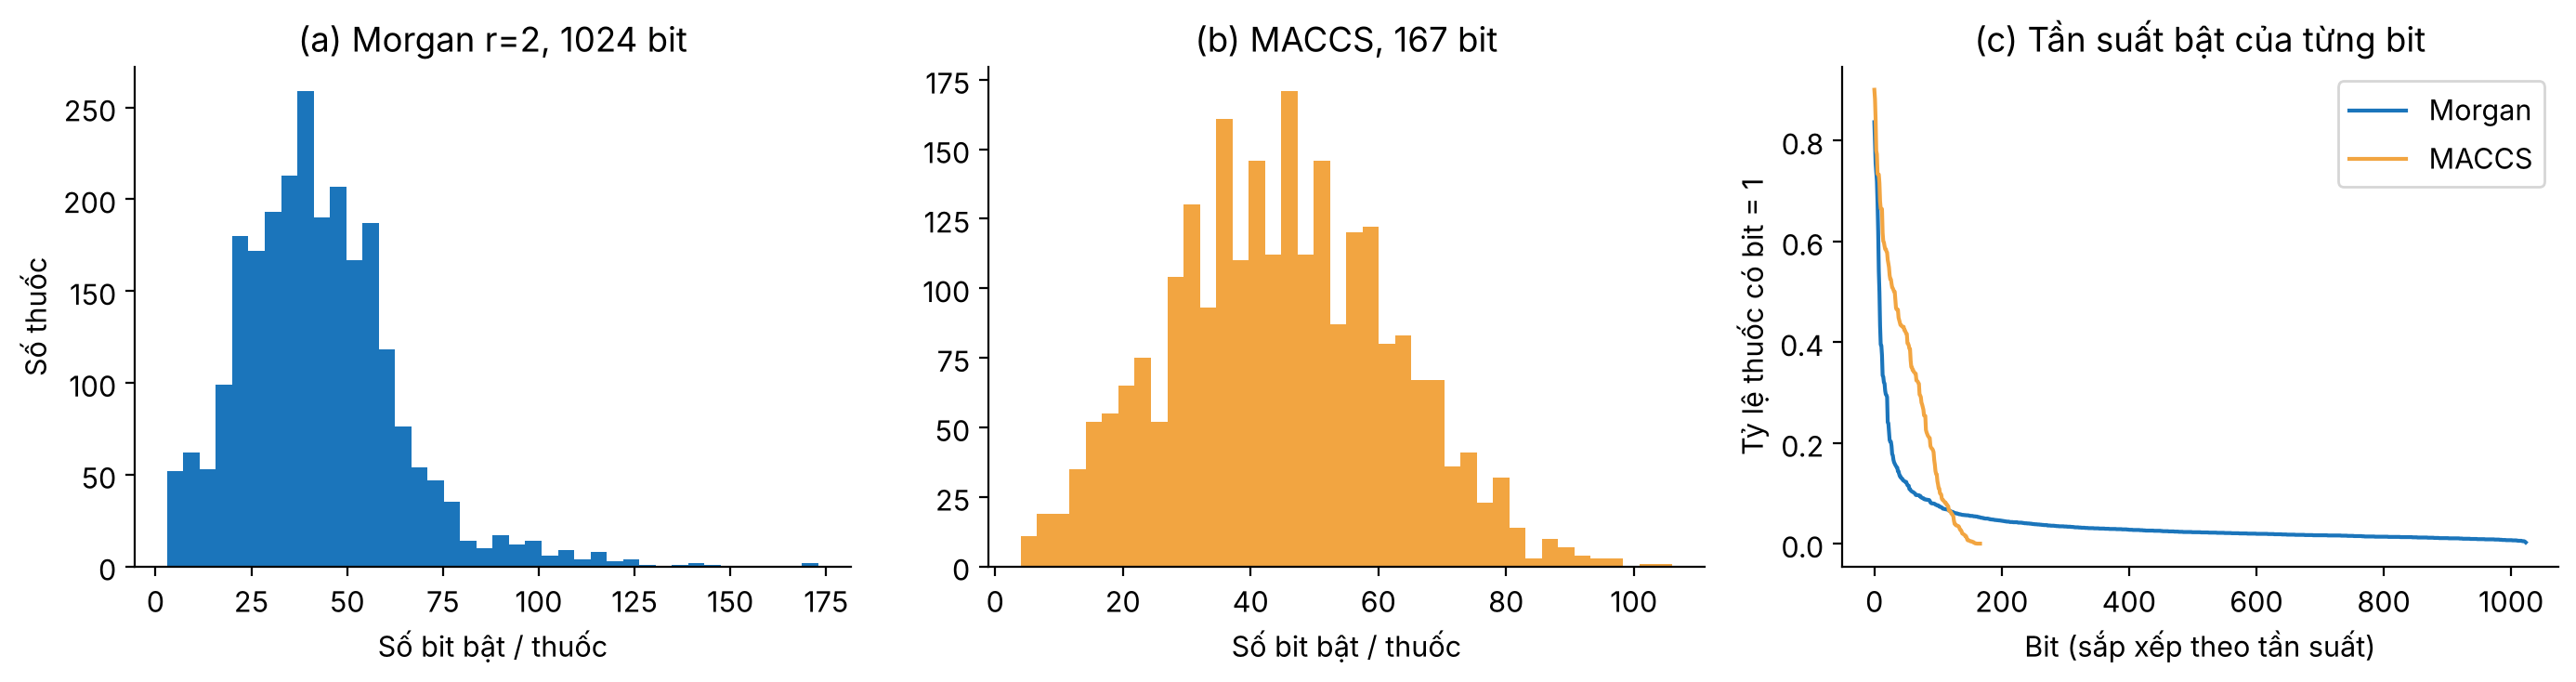 (a) Morgan r=2, 1024 bit
Số thuốc
250
200
150
100
50
0
0 25 50 75 100 125 150 175
Số bit bật / thuốc
(b) MACCS, 167 bit
175
150
125
100
75
50
25
0
0 20 40 60 80 100
Số bit bật / thuốc
(c) Tần suất bật của từng bit
Tỷ lệ thuốc có bit = 1
0.8
0.6
0.4
0.2
0.0
Morgan
MACCS
0 200 400 600 800 1000
Bit (sắp xếp theo tần suất)